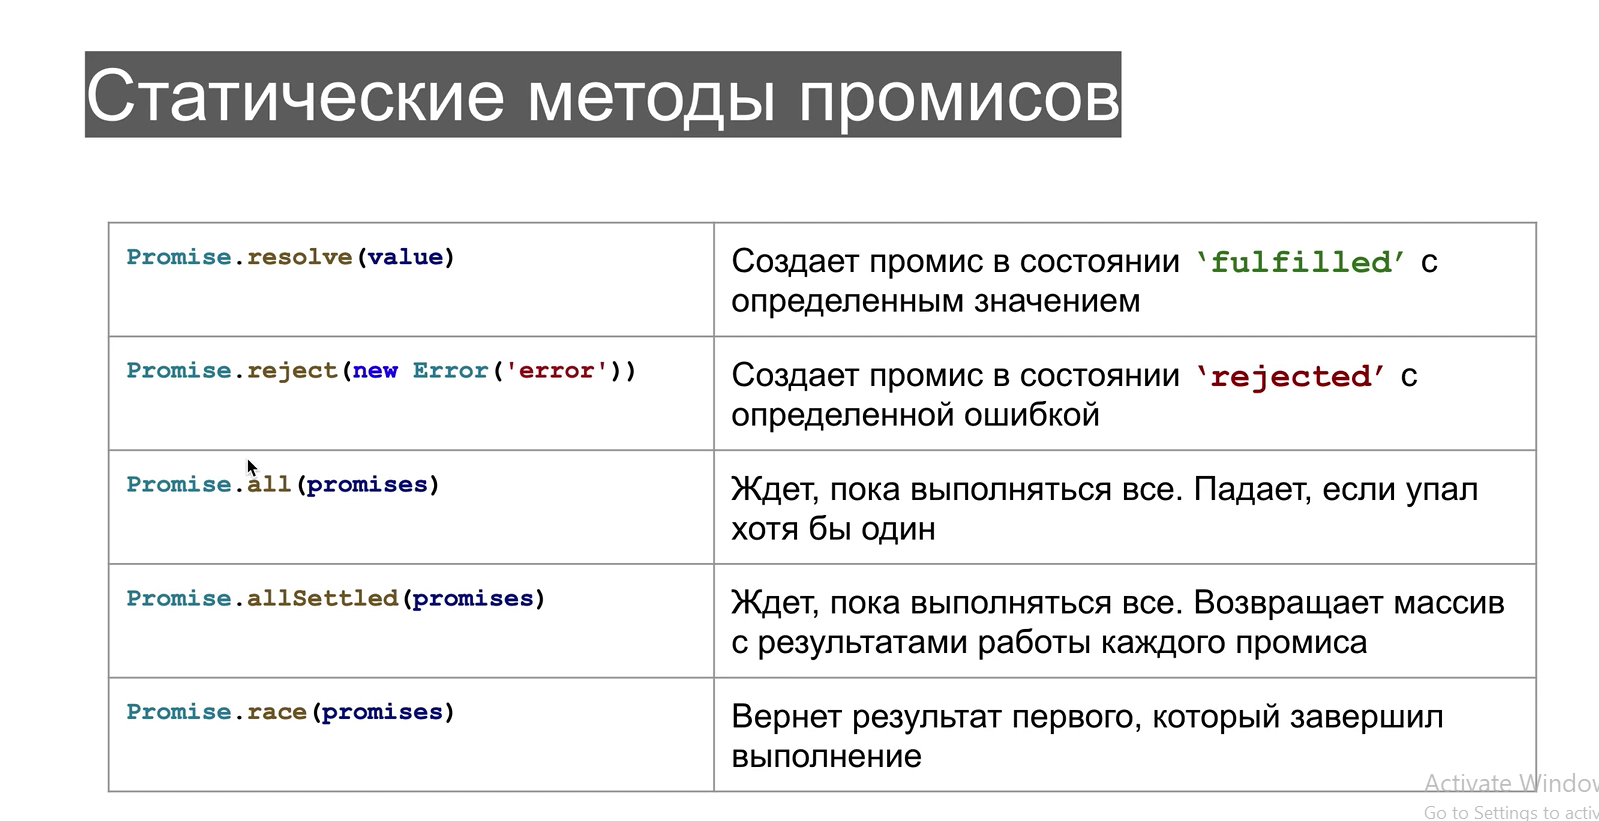 Статические методы промисов
Promise.resolve(value)
Создает промис в состоянии ‘fulfilled’ с
определенным значением
Promise.reject(new Error('error'))
Создает промис в состоянии ‘rejected’ с
определенной ошибкой
Promise.all(promises)
Ждет, пока выполняться все. Падает, если упал
хотя бы один
Promise.allSettled(promises)
Ждет, пока выполняться все. Возвращает массив
с результатами работы каждого промиса
Promise.race(promises)
Вернет результат первого, который завершил
выполнение
Activate Window
Go to Settings to activ